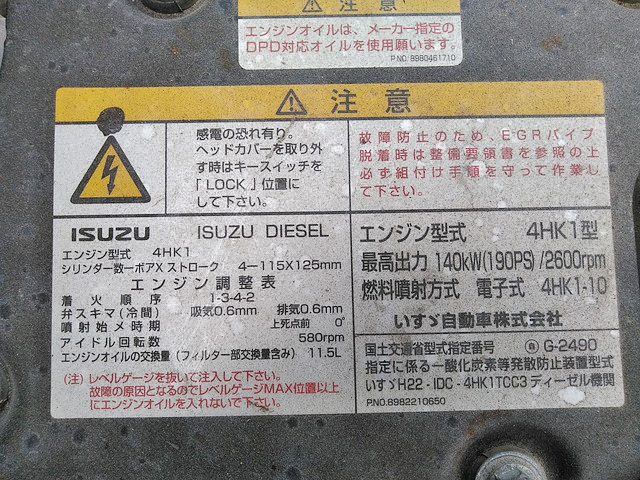 ⚠ 注意
エンジンオイルは、メーカー指定の
DPD対応オイルを使用願います。
P.NO. 8980461710
⚠ 注意
感電の恐れ有り。
ヘッドカバーを取り外
す時はキースイッチを
「LOCK」位置に
して下さい。
故障防止のため、EGRパイプ
脱着時は整備要領書を参照の上
必ず組付け手順を守って作業し
て下さい。
ISUZU ISUZU DIESEL
エンジン型式 4HK1
シリンダー数ーボアX ストローク 4－115X125mm
エンジン調整表
着火順序 1-3-4-2
弁スキマ(冷間) 吸気0.6mm 排気0.6mm
噴射始メ時期 上死点前 0°
アイドル回転数 580rpm
エンジンオイルの交換量 (フィルター部交換量含み) 11.5L
(注) レベルゲージを抜いて注入して下さい。
故障の原因となるのでレベルゲージMAX位置以上
にエンジンオイルを入れないで下さい。
エンジン型式 4HK1型
最高出力 140kW(190PS)/2600rpm
燃料噴射方式 電子式 4HK1-10
いすゞ自動車株式会社
国土交通省型式指定番号 Ⓑ G-2490
指定に係る一酸化炭素等発散防止装置型式
いすゞH22-IDC-4HK1TCC3 ディーゼル機関
P.NO.8982210650